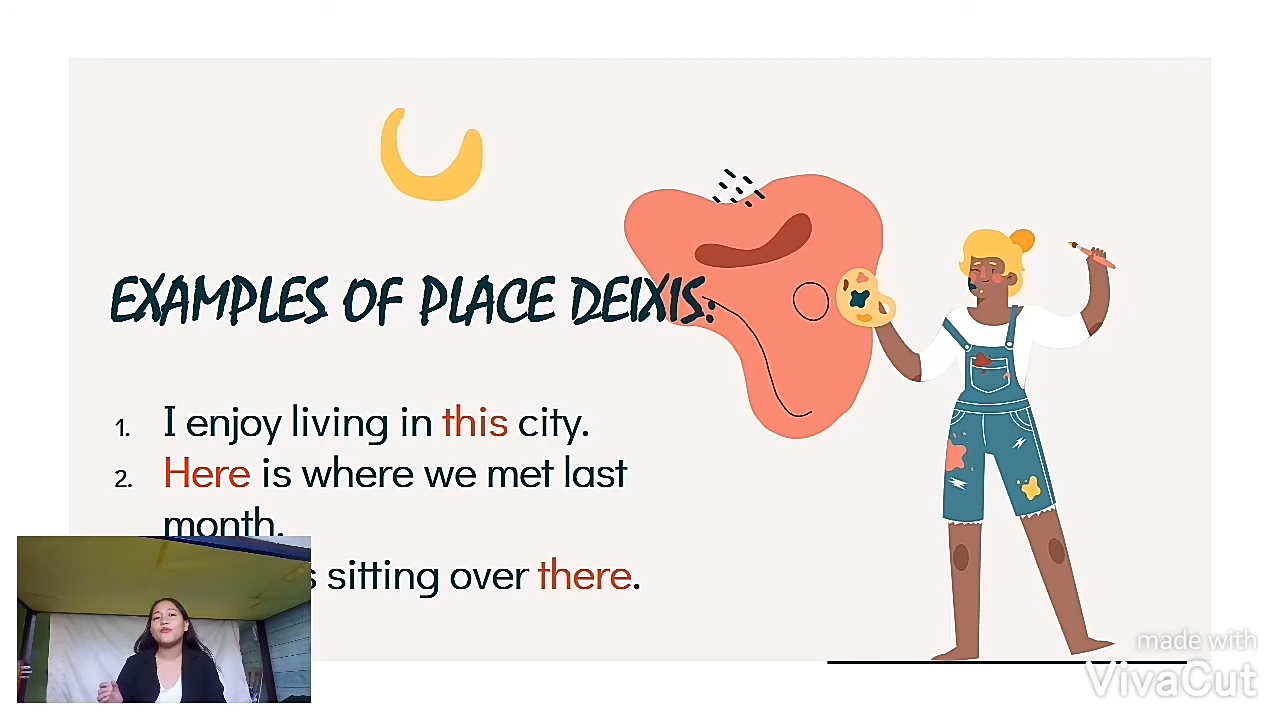 EXAMPLES OF PLACE DEIXIS:
1. I enjoy living in this city.
2. Here is where we met last
month.
sitting over there.
made with
VivaCut